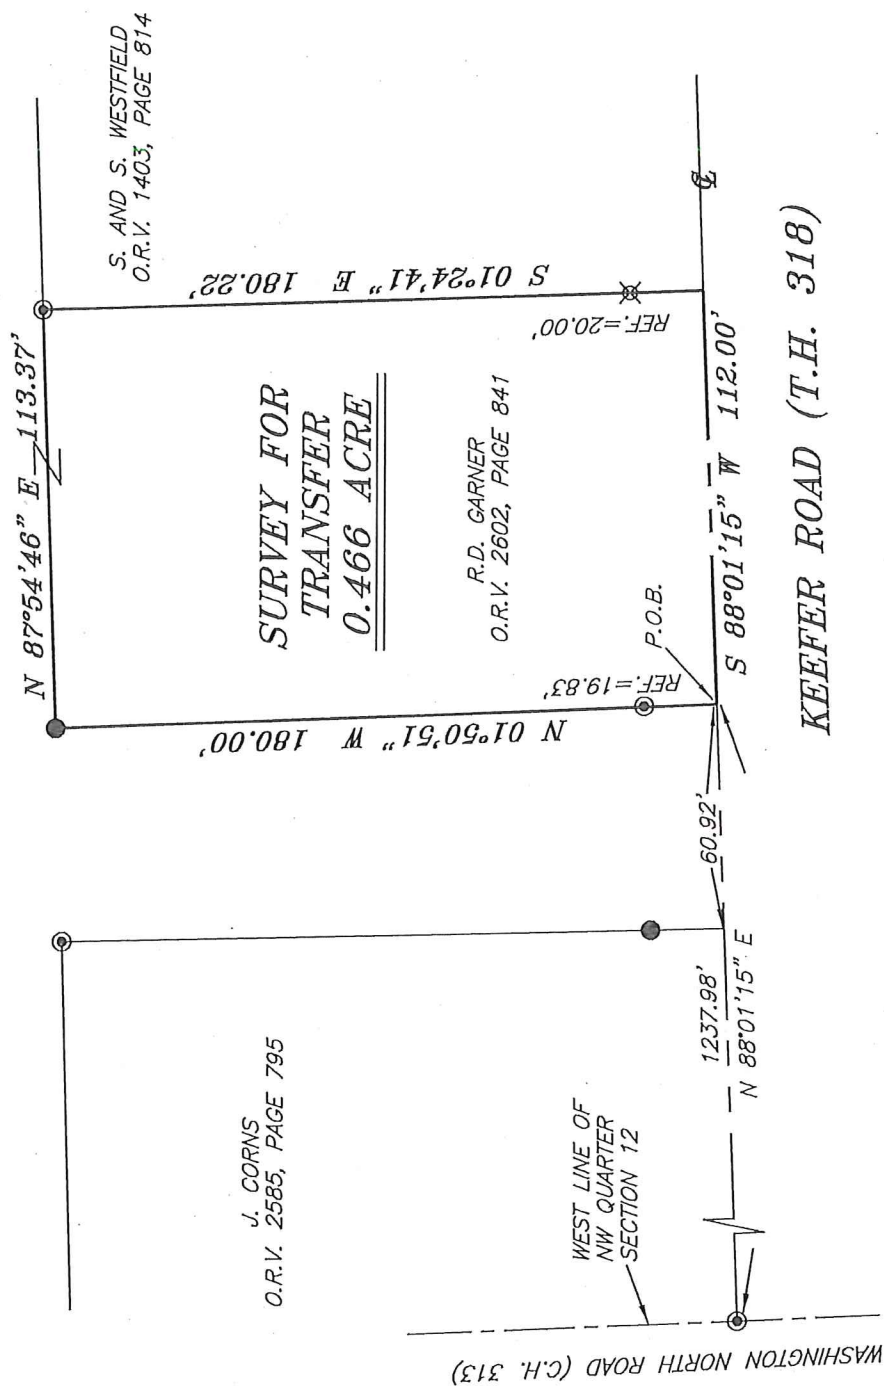 S. AND S. WESTFIELD
O.R.V. 1403, PAGE 814
N 87°54'46" E 113.37'
S 01°24'41" E 180.22'
REF.=20.00'
SURVEY FOR
TRANSFER
0.466 ACRE
R.D. GARNER
O.R.V. 2602, PAGE 841
N 01°50'51" W 180.00'
REF.=19.83'
P.O.B.
S 88°01'15" W 112.00'
℄
KEEFER ROAD (T.H. 318)
60.92'
1237.98'
N 88°01'15" E
J. CORNS
O.R.V. 2585, PAGE 795
WEST LINE OF
NW QUARTER
SECTION 12
WASHINGTON NORTH ROAD (C.H. 313)